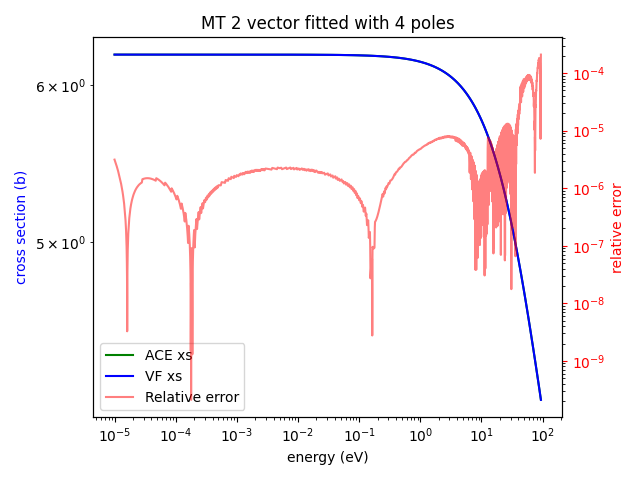 MT 2 vector fitted with 4 poles
6 × 10⁰
5 × 10⁰
cross section (b)
10⁻⁴
10⁻⁵
10⁻⁶
10⁻⁷
10⁻⁸
10⁻⁹
relative error
ACE xs
VF xs
Relative error
10⁻⁵ 10⁻⁴ 10⁻³ 10⁻² 10⁻¹ 10⁰ 10¹ 10²
energy (eV)